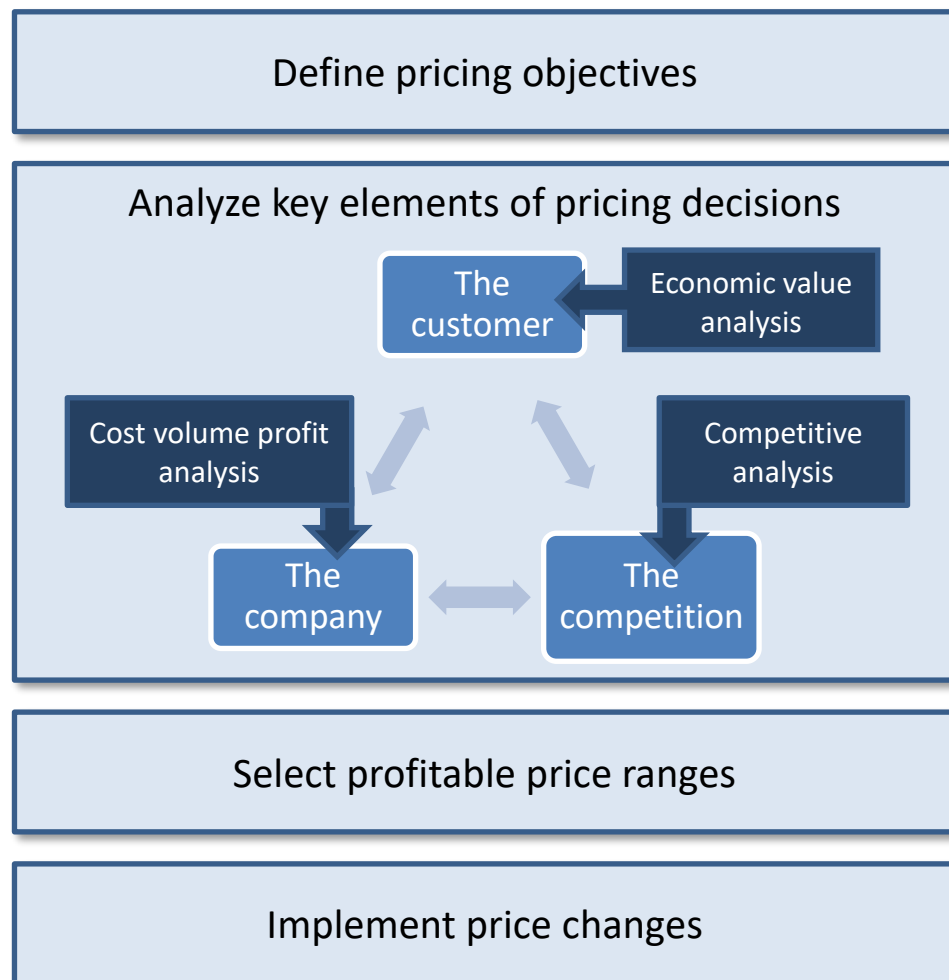 Define pricing objectives
Analyze key elements of pricing decisions
The
customer
Economic value
analysis
Cost volume profit
analysis
Competitive
analysis
The
company
The
competition
Select profitable price ranges
Implement price changes